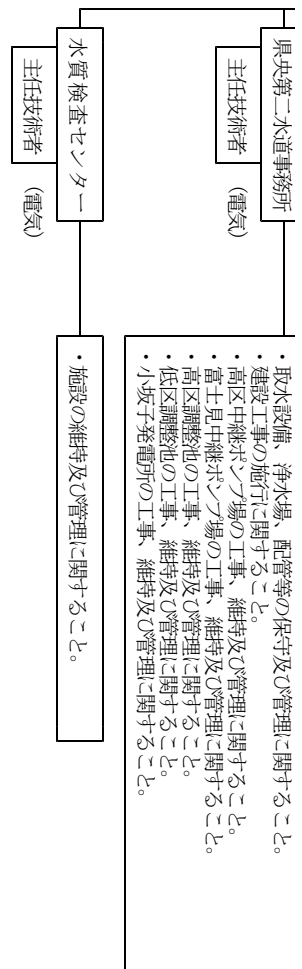 県央第二水道事務所
主任技術者
(電気)
・取水設備、浄水場、配管等の保守及び管理に関すること。
・建設工事の施行に関すること。
・高区中継ポンプ場の工事、維持及び管理に関すること。
・富士見中継ポンプ場の工事、維持及び管理に関すること。
・高区調整池の工事、維持及び管理に関すること。
・低区調整池の工事、維持及び管理に関すること。
・小坂子発電所の工事、維持及び管理に関すること。
水質検査センター
主任技術者
(電気)
・施設の維持及び管理に関すること。